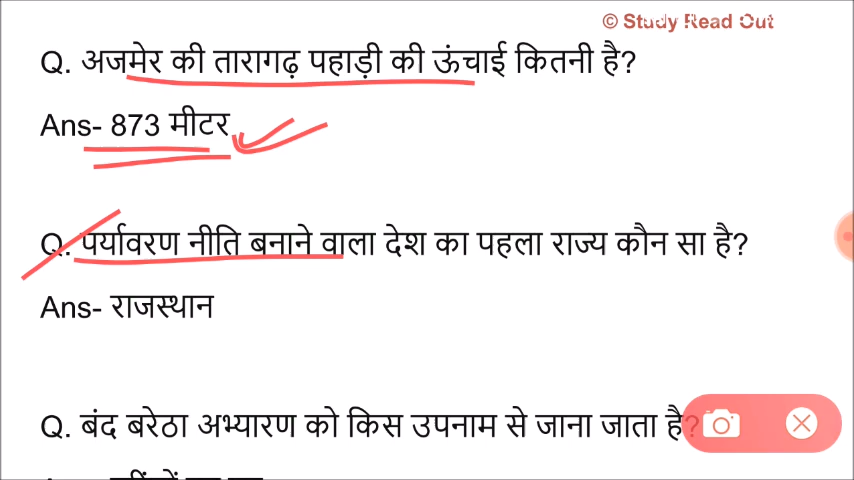 © Study Read Out
Q. अजमेर की तारागढ़ पहाड़ी की ऊंचाई कितनी है?
Ans- 873 मीटर
Q. पर्यावरण नीति बनाने वाला देश का पहला राज्य कौन सा है?
Ans- राजस्थान
Q. बंद बरेठा अभ्यारण को किस उपनाम से जाना जाता है?